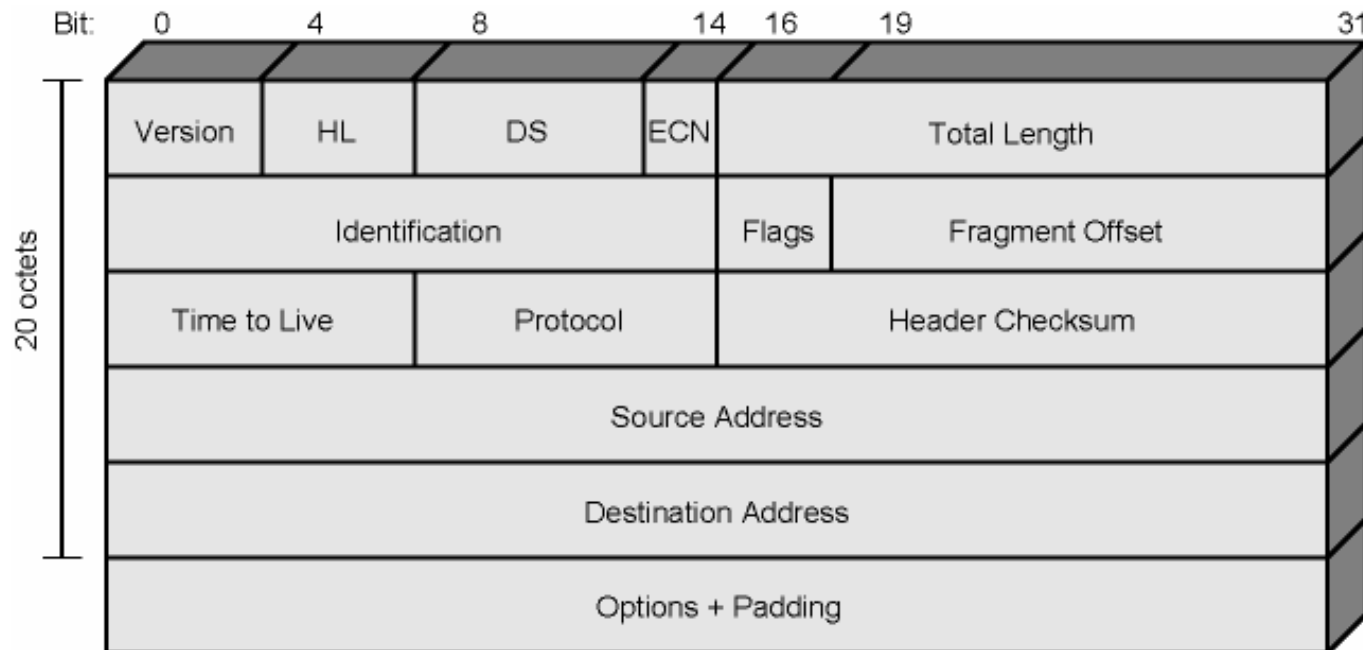 Bit: 0 4 8 14 16 19 31
Version HL DS ECN Total Length
Identification Flags Fragment Offset
Time to Live Protocol Header Checksum
Source Address
Destination Address
Options + Padding
20 octets